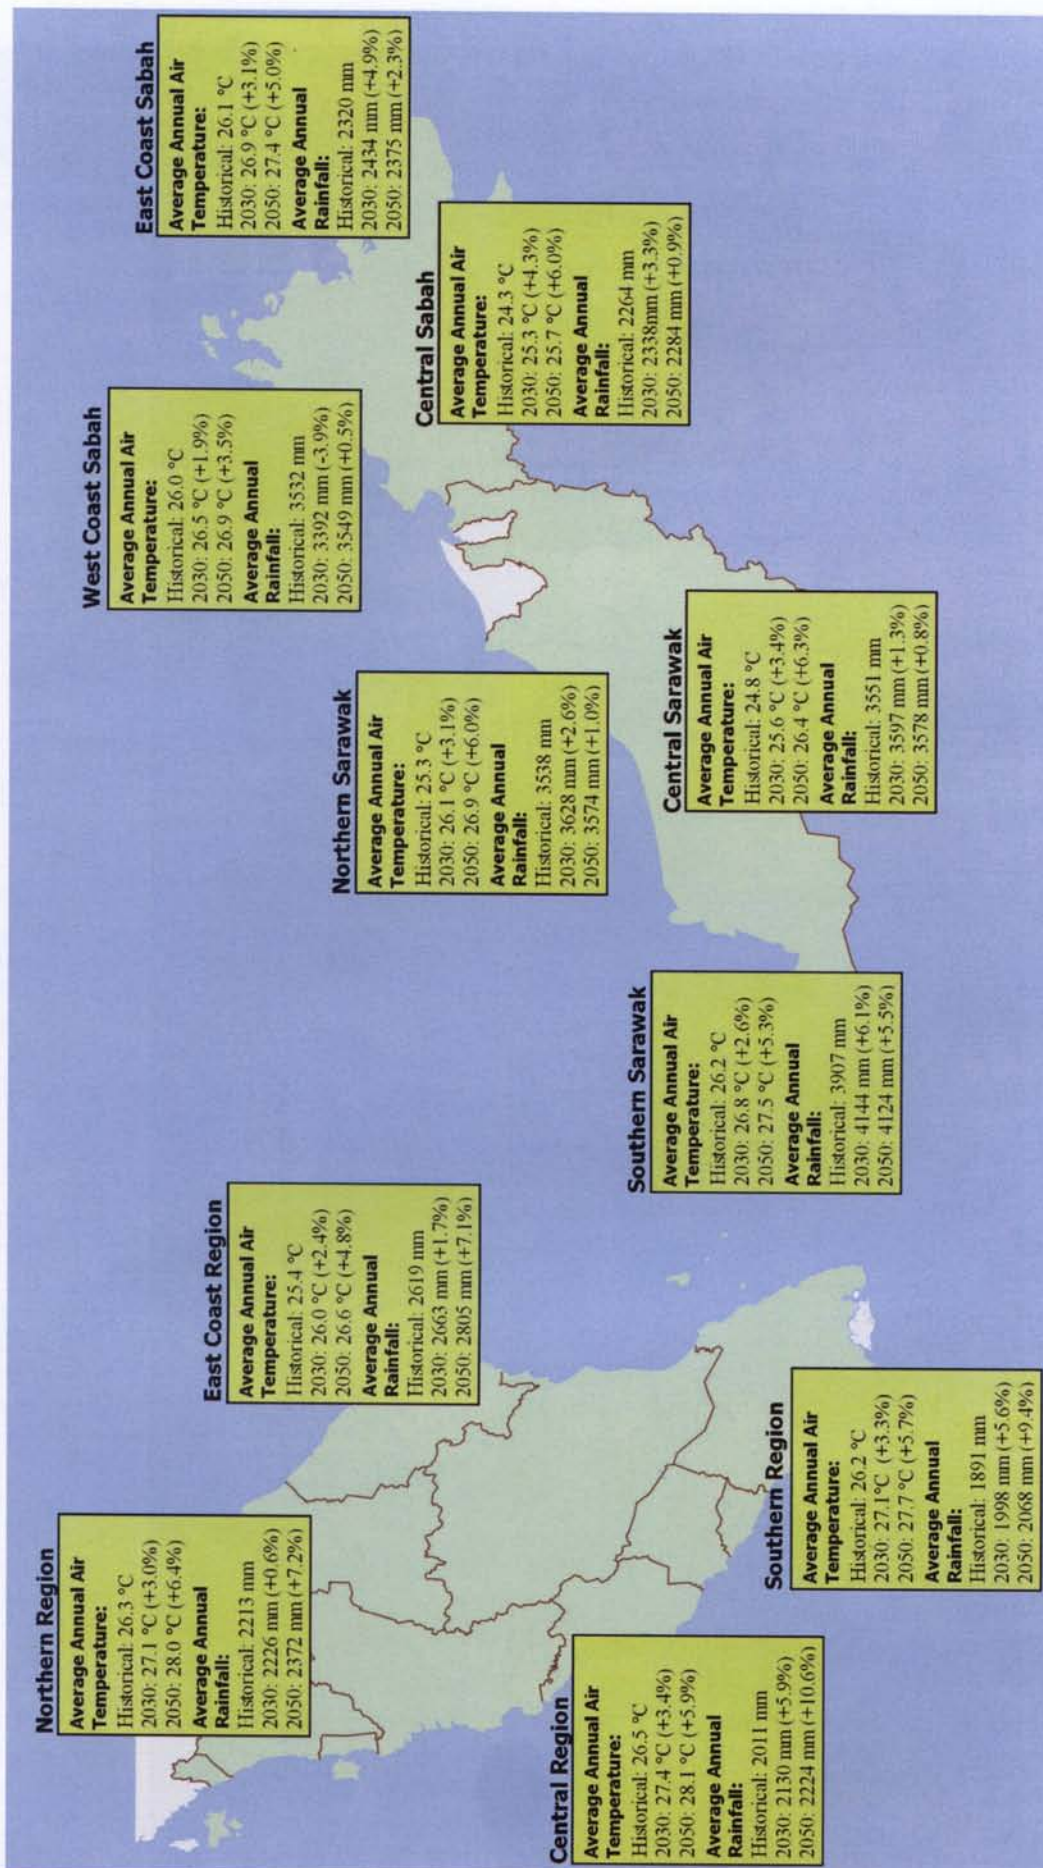 Northern Region
Average Annual Air
Temperature:
Historical: 26.3 °C
2030: 27.1 °C (+3.0%)
2050: 28.0 °C (+6.4%)
Average Annual
Rainfall:
Historical: 2213 mm
2030: 2226 mm (+0.6%)
2050: 2372 mm (+7.2%)
East Coast Region
Average Annual Air
Temperature:
Historical: 25.4 °C
2030: 26.0 °C (+2.4%)
2050: 26.6 °C (+4.8%)
Average Annual
Rainfall:
Historical: 2619 mm
2030: 2663 mm (+1.7%)
2050: 2805 mm (+7.1%)
Central Region
Average Annual Air
Temperature:
Historical: 26.5 °C
2030: 27.4 °C (+3.4%)
2050: 28.1 °C (+5.9%)
Average Annual
Rainfall:
Historical: 2011 mm
2030: 2130 mm (+5.9%)
2050: 2224 mm (+10.6%)
Southern Region
Average Annual Air
Temperature:
Historical: 26.2 °C
2030: 27.1°C (+3.3%)
2050: 27.7 °C (+5.7%)
Average Annual
Rainfall:
Historical: 1891 mm
2030: 1998 mm (+5.6%)
2050: 2068 mm (+9.4%)
West Coast Sabah
Average Annual Air
Temperature:
Historical: 26.0 °C
2030: 26.5 °C (+1.9%)
2050: 26.9 °C (+3.5%)
Average Annual
Rainfall:
Historical: 3532 mm
2030: 3392 mm (-3.9%)
2050: 3549 mm (+0.5%)
East Coast Sabah
Average Annual Air
Temperature:
Historical: 26.1 °C
2030: 26.9 °C (+3.1%)
2050: 27.4 °C (+5.0%)
Average Annual
Rainfall:
Historical: 2320 mm
2030: 2434 mm (+4.9%)
2050: 2375 mm (+2.3%)
Northern Sarawak
Average Annual Air
Temperature:
Historical: 25.3 °C
2030: 26.1 °C (+3.1%)
2050: 26.9 °C (+6.0%)
Average Annual
Rainfall:
Historical: 3538 mm
2030: 3628 mm (+2.6%)
2050: 3574 mm (+1.0%)
Central Sabah
Average Annual Air
Temperature:
Historical: 24.3 °C
2030: 25.3 °C (+4.3%)
2050: 25.7 °C (+6.0%)
Average Annual
Rainfall:
Historical: 2264 mm
2030: 2338mm (+3.3%)
2050: 2284 mm (+0.9%)
Southern Sarawak
Average Annual Air
Temperature:
Historical: 26.2 °C
2030: 26.8 °C (+2.6%)
2050: 27.5 °C (+5.3%)
Average Annual
Rainfall:
Historical: 3907 mm
2030: 4144 mm (+6.1%)
2050: 4124 mm (+5.5%)
Central Sarawak
Average Annual Air
Temperature:
Historical: 24.8 °C
2030: 25.6 °C (+3.4%)
2050: 26.4 °C (+6.3%)
Average Annual
Rainfall:
Historical: 3551 mm
2030: 3597 mm (+1.3%)
2050: 3578 mm (+0.8%)